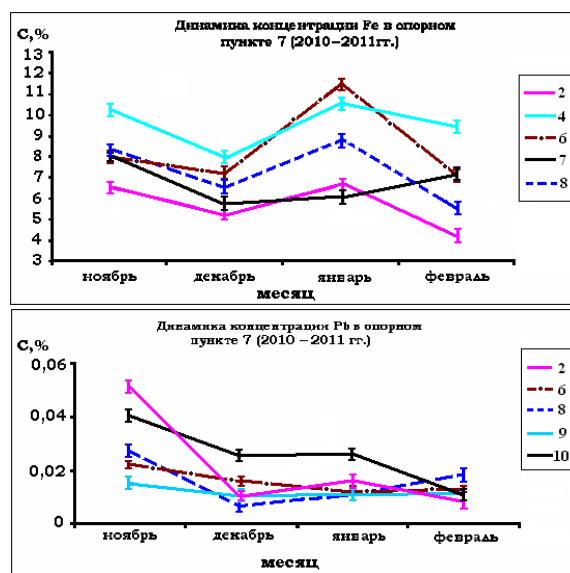 Динамика концентрации Fe в опорном
пункте 7 (2010-2011гг.)
C,%
13
12
11
10
9
8
7
6
5
4
3
ноябрь декабрь январь февраль
месяц
2
4
6
7
8
Динамика концентрации Pb в опорном
пункте 7 (2010 - 2011 гг.)
C,%
0,06
0,04
0,02
0
ноябрь декабрь январь февраль
месяц
2
6
8
9
10